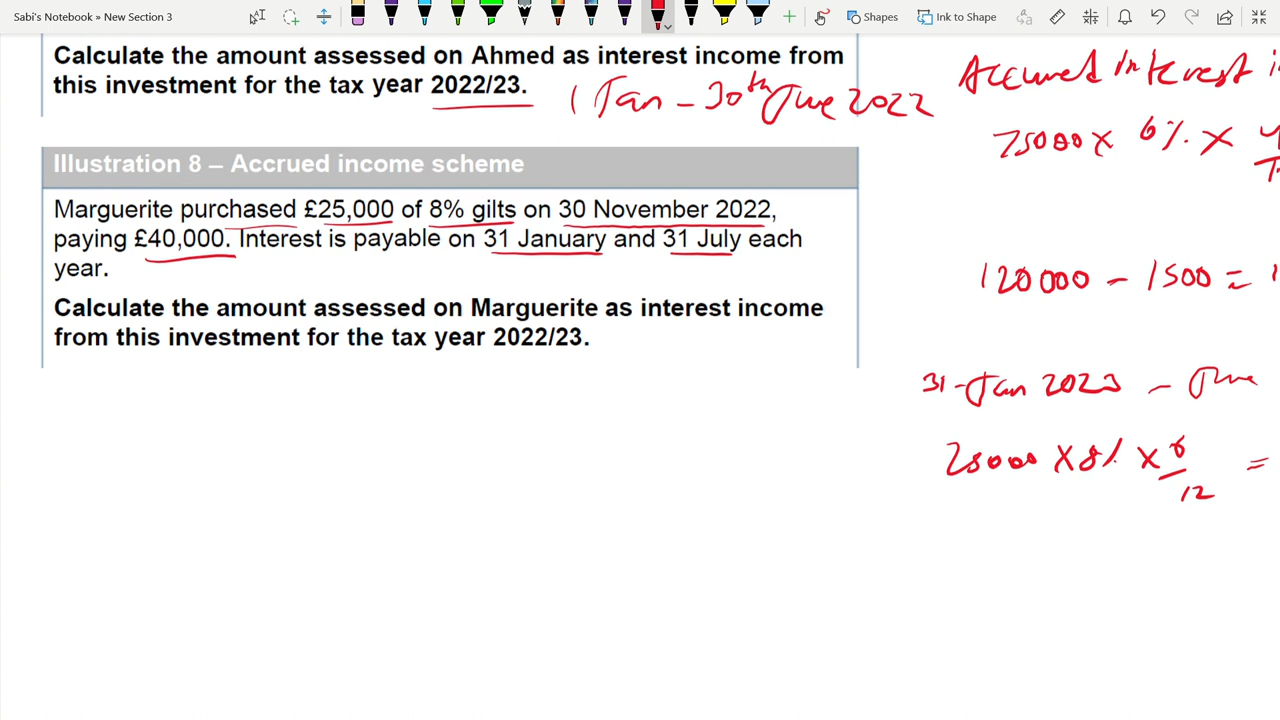 Sabi's Notebook » New Section 3
Shapes
Ink to Shape
Calculate the amount assessed on Ahmed as interest income from
this investment for the tax year 2022/23.
1 Jan - 30th June 2022
Accrued interest i
75000 x 6% x
Illustration 8 – Accrued income scheme
Marguerite purchased £25,000 of 8% gilts on 30 November 2022,
paying £40,000. Interest is payable on 31 January and 31 July each
year.
Calculate the amount assessed on Marguerite as interest income
from this investment for the tax year 2022/23.
120000 - 1500 = 1
31 - Jan 2023 -
25000 x 8% x 6/12 =